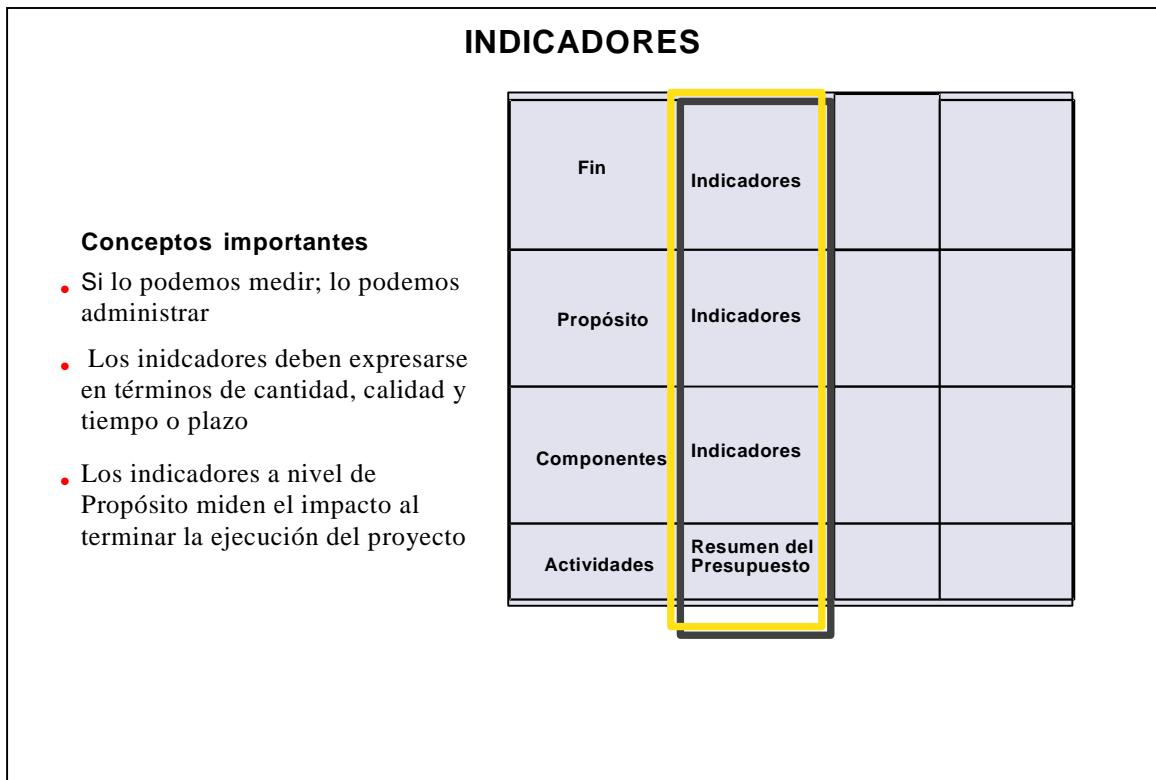 INDICADORES
Conceptos importantes
Si lo podemos medir; lo podemos
administrar
Los inidcadores deben expresarse
en términos de cantidad, calidad y
tiempo o plazo
Los indicadores a nivel de
Propósito miden el impacto al
terminar la ejecución del proyecto
Fin
Indicadores
Propósito
Indicadores
Componentes
Indicadores
Actividades
Resumen del
Presupuesto